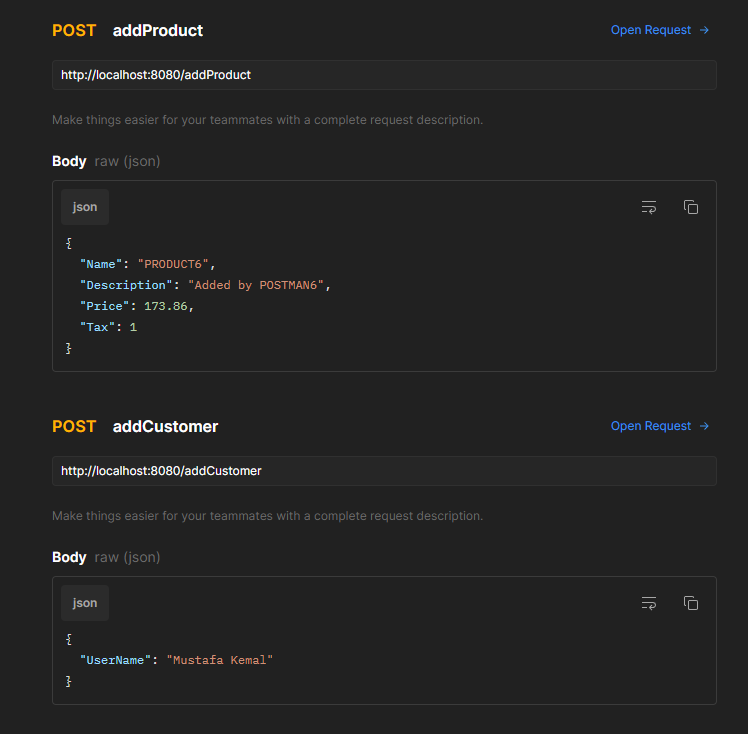 POST addProduct Open Request →
http://localhost:8080/addProduct
Make things easier for your teammates with a complete request description.
Body raw (json)
json
{
  "Name": "PRODUCT6",
  "Description": "Added by POSTMAN6",
  "Price": 173.86,
  "Tax": 1
}
POST addCustomer Open Request →
http://localhost:8080/addCustomer
Make things easier for your teammates with a complete request description.
Body raw (json)
json
{
  "UserName": "Mustafa Kemal"
}